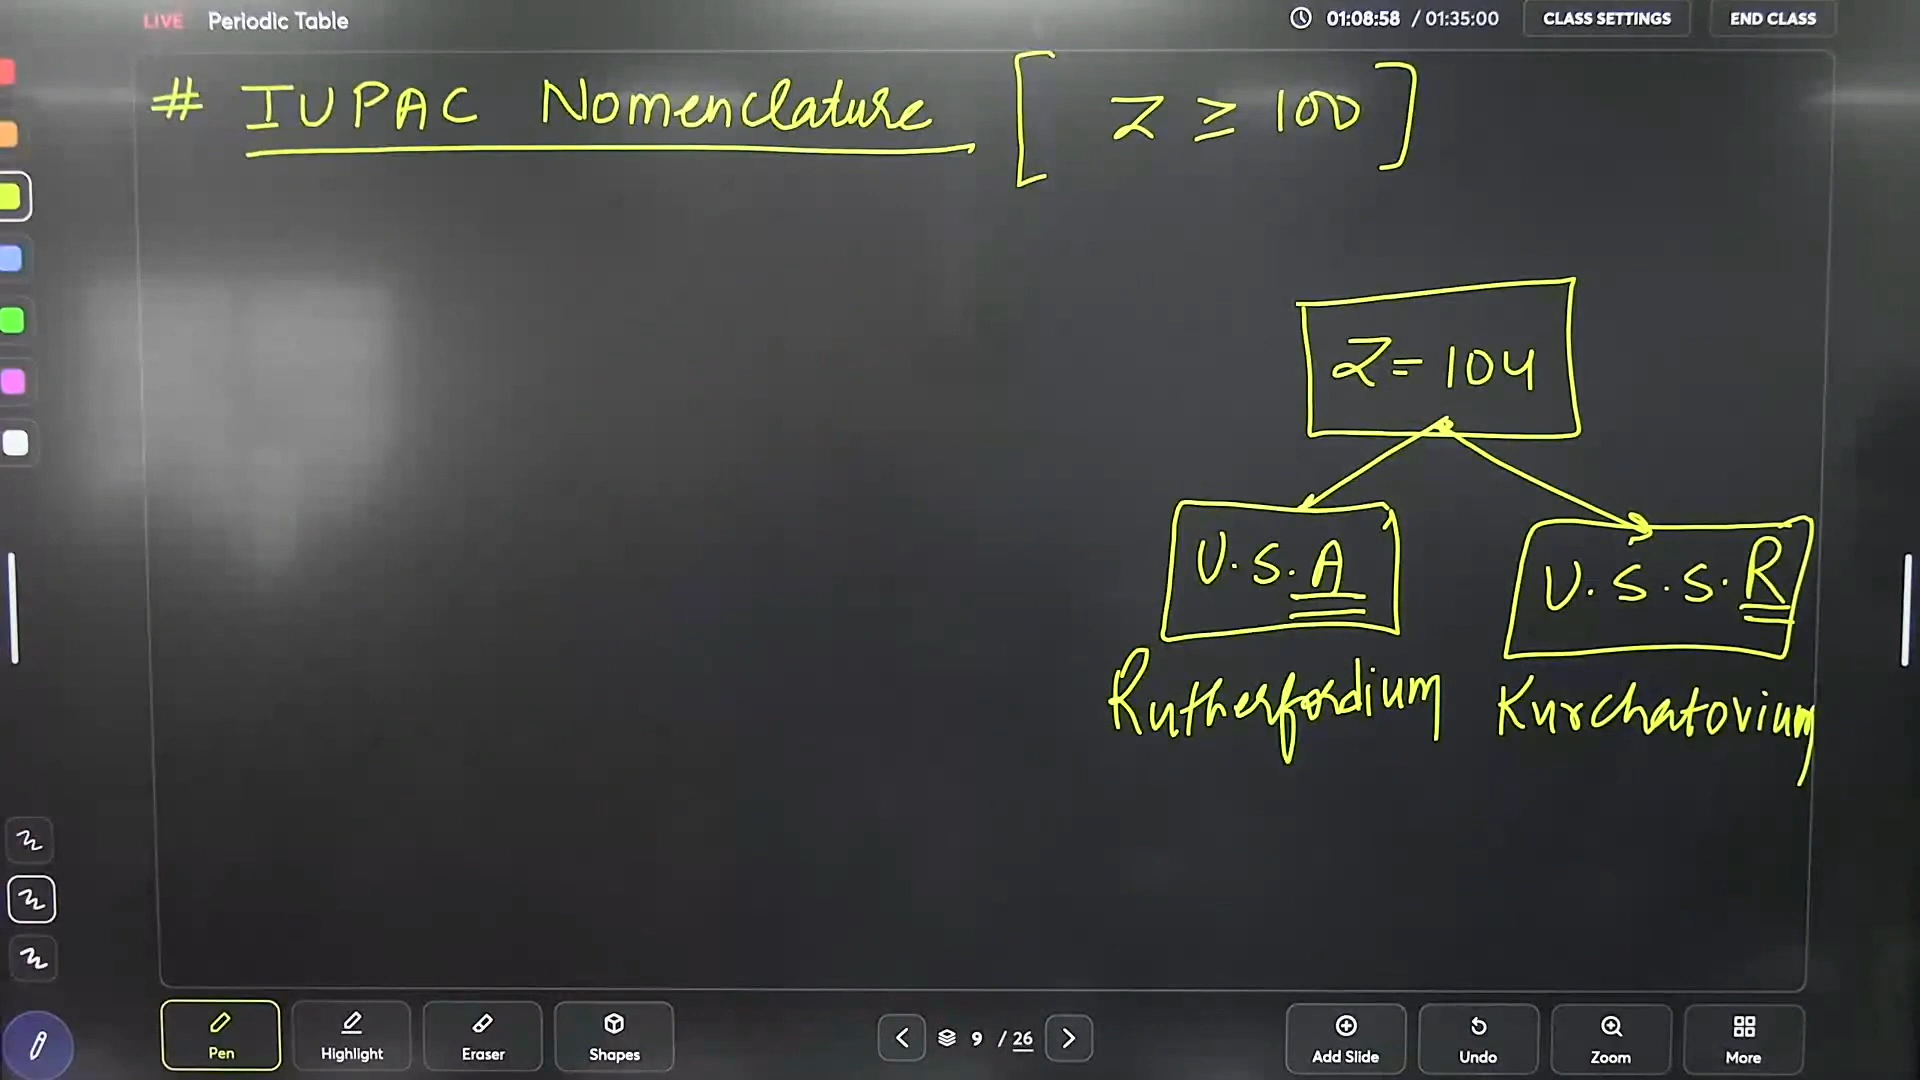 LIVE Periodic Table 01:08:58 / 01:35:00 CLASS SETTINGS END CLASS
# IUPAC Nomenclature [ Z ≥ 100 ]
Z = 104
U.S.A U.S.S.R
Rutherfordium Kurchatovium
Pen Highlight Eraser Shapes 9 / 26 Add Slide Undo Zoom More